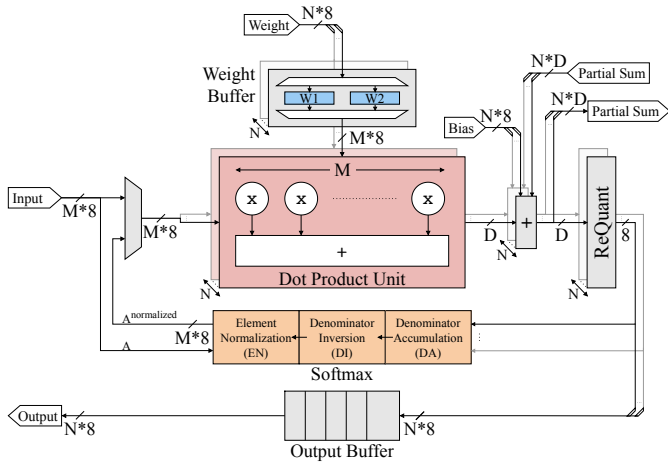 Weight
N*8
Weight
Buffer
W1
W2
N
M*8
N*D
Partial Sum
N*D
Partial Sum
N*8
Bias
Input
M*8
M*8
M
x
x
x
+
D
+
D
ReQuant
8
N
Dot Product Unit
N
N
A^normalized
M*8
A
Element
Normalization
(EN)
Denominator
Inversion
(DI)
Denominator
Accumulation
(DA)
Softmax
Output
N*8
N*8
Output Buffer